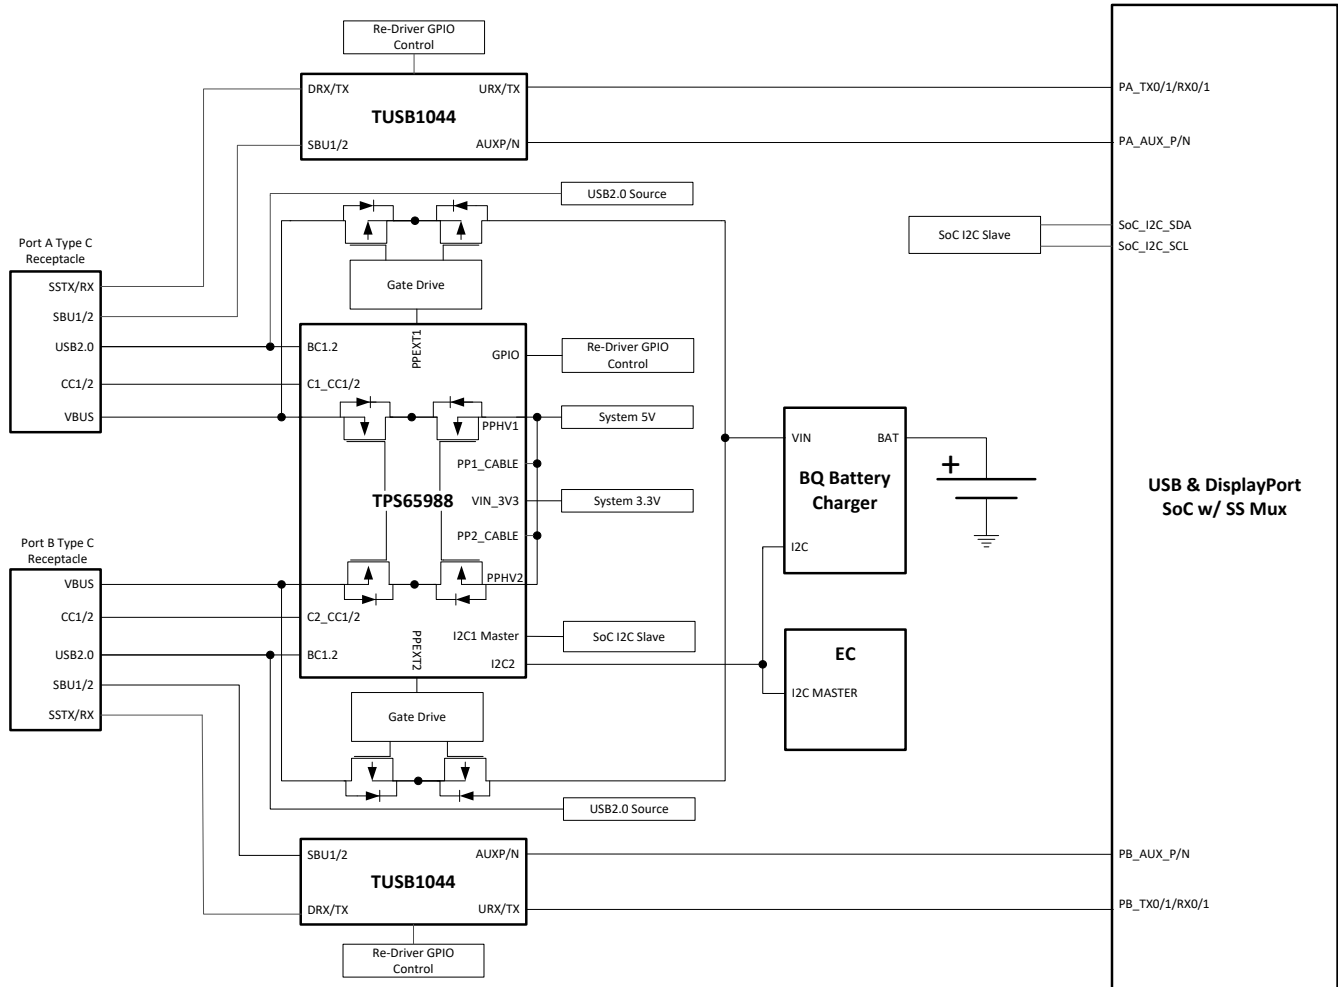 Re-Driver GPIO
Control
DRX/TX
URX/TX
TUSB1044
SBU1/2
AUXP/N
PA_TX0/1/RX0/1
PA_AUX_P/N
USB2.0 Source
SoC I2C Slave
SoC_I2C_SDA
SoC_I2C_SCL
Port A Type C
Receptacle
SSTX/RX
SBU1/2
USB2.0
CC1/2
VBUS
Gate Drive
PPEXT1
BC1.2
GPIO
Re-Driver GPIO
Control
C1_CC1/2
PPHV1
System 5V
PP1_CABLE
TPS65988
VIN_3V3
System 3.3V
PP2_CABLE
PPHV2
C2_CC1/2
PPEXT2
I2C1 Master
SoC I2C Slave
BC1.2
I2C2
VIN
BAT
BQ Battery
Charger
I2C
+
EC
I2C MASTER
USB & DisplayPort
SoC w/ SS Mux
Port B Type C
Receptacle
VBUS
CC1/2
USB2.0
SBU1/2
SSTX/RX
Gate Drive
USB2.0 Source
SBU1/2
AUXP/N
TUSB1044
DRX/TX
URX/TX
PB_AUX_P/N
PB_TX0/1/RX0/1
Re-Driver GPIO
Control